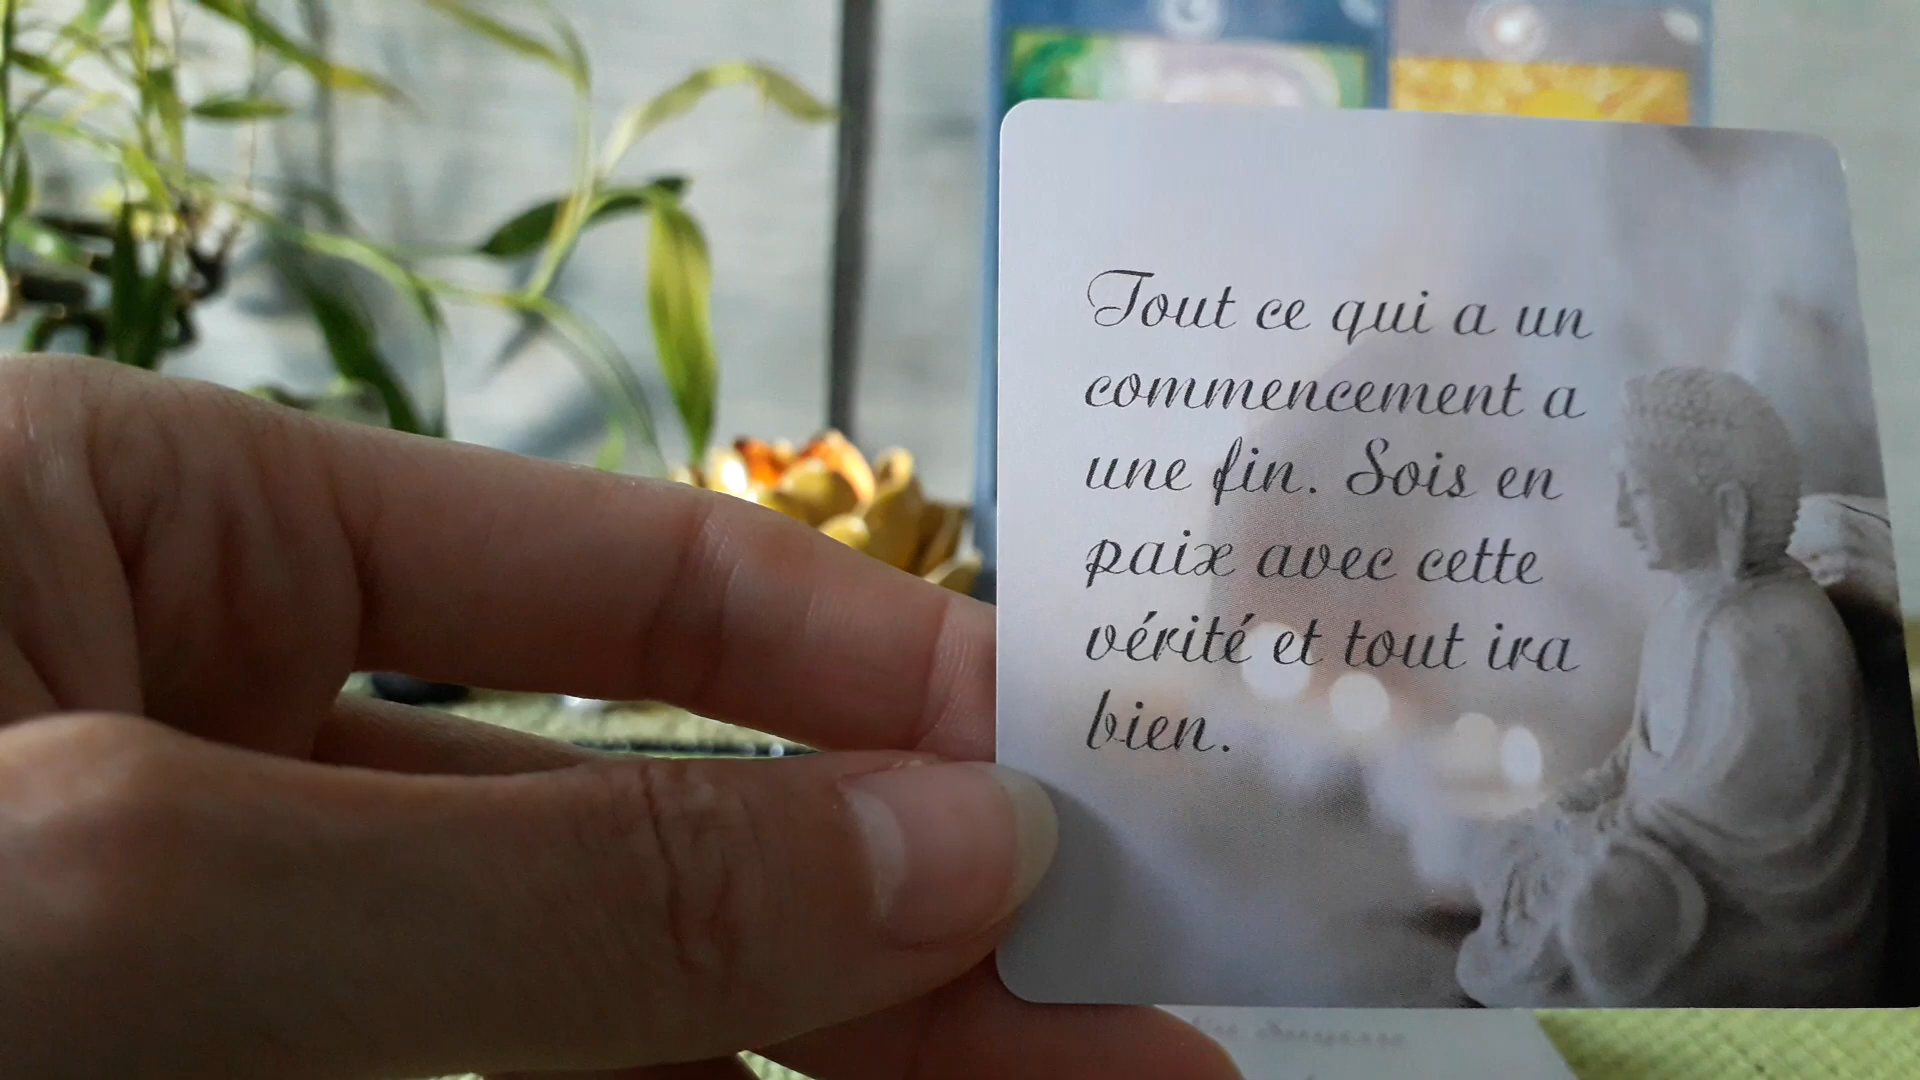 Tout ce qui a un
commencement a
une fin. Sois en
paix avec cette
vérité et tout ira
bien.